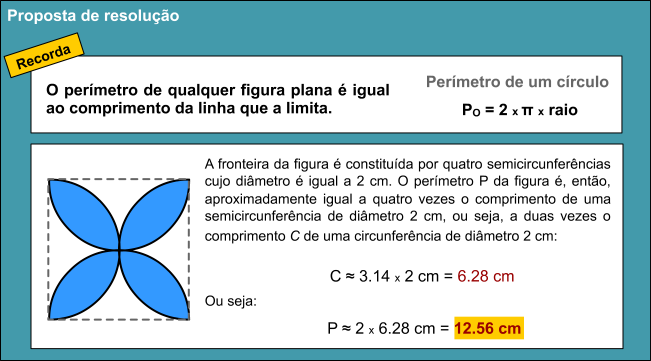 Proposta de resolução
Recorda
O perímetro de qualquer figura plana é igual
ao comprimento da linha que a limita.
Perímetro de um círculo
PO = 2 x π x raio
A fronteira da figura é constituída por quatro semicircunferências
cujo diâmetro é igual a 2 cm. O perímetro P da figura é, então,
aproximadamente igual a quatro vezes o comprimento de uma
semicircunferência de diâmetro 2 cm, ou seja, a duas vezes o
comprimento C de uma circunferência de diâmetro 2 cm:
C ≈ 3.14 x 2 cm = 6.28 cm
Ou seja:
P ≈ 2 x 6.28 cm = 12.56 cm